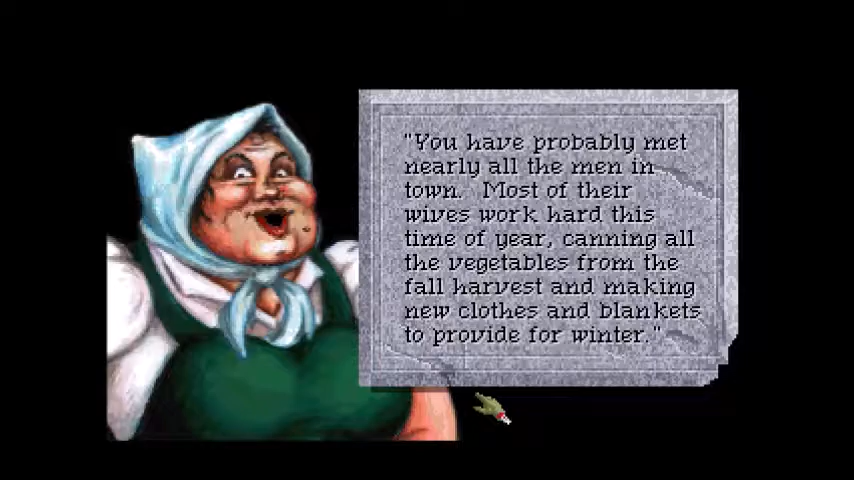 "You have probably met
nearly all the men in
town.  Most of their
wives work hard this
time of year, canning all
the vegetables from the
fall harvest and making
new clothes and blankets
to provide for winter."